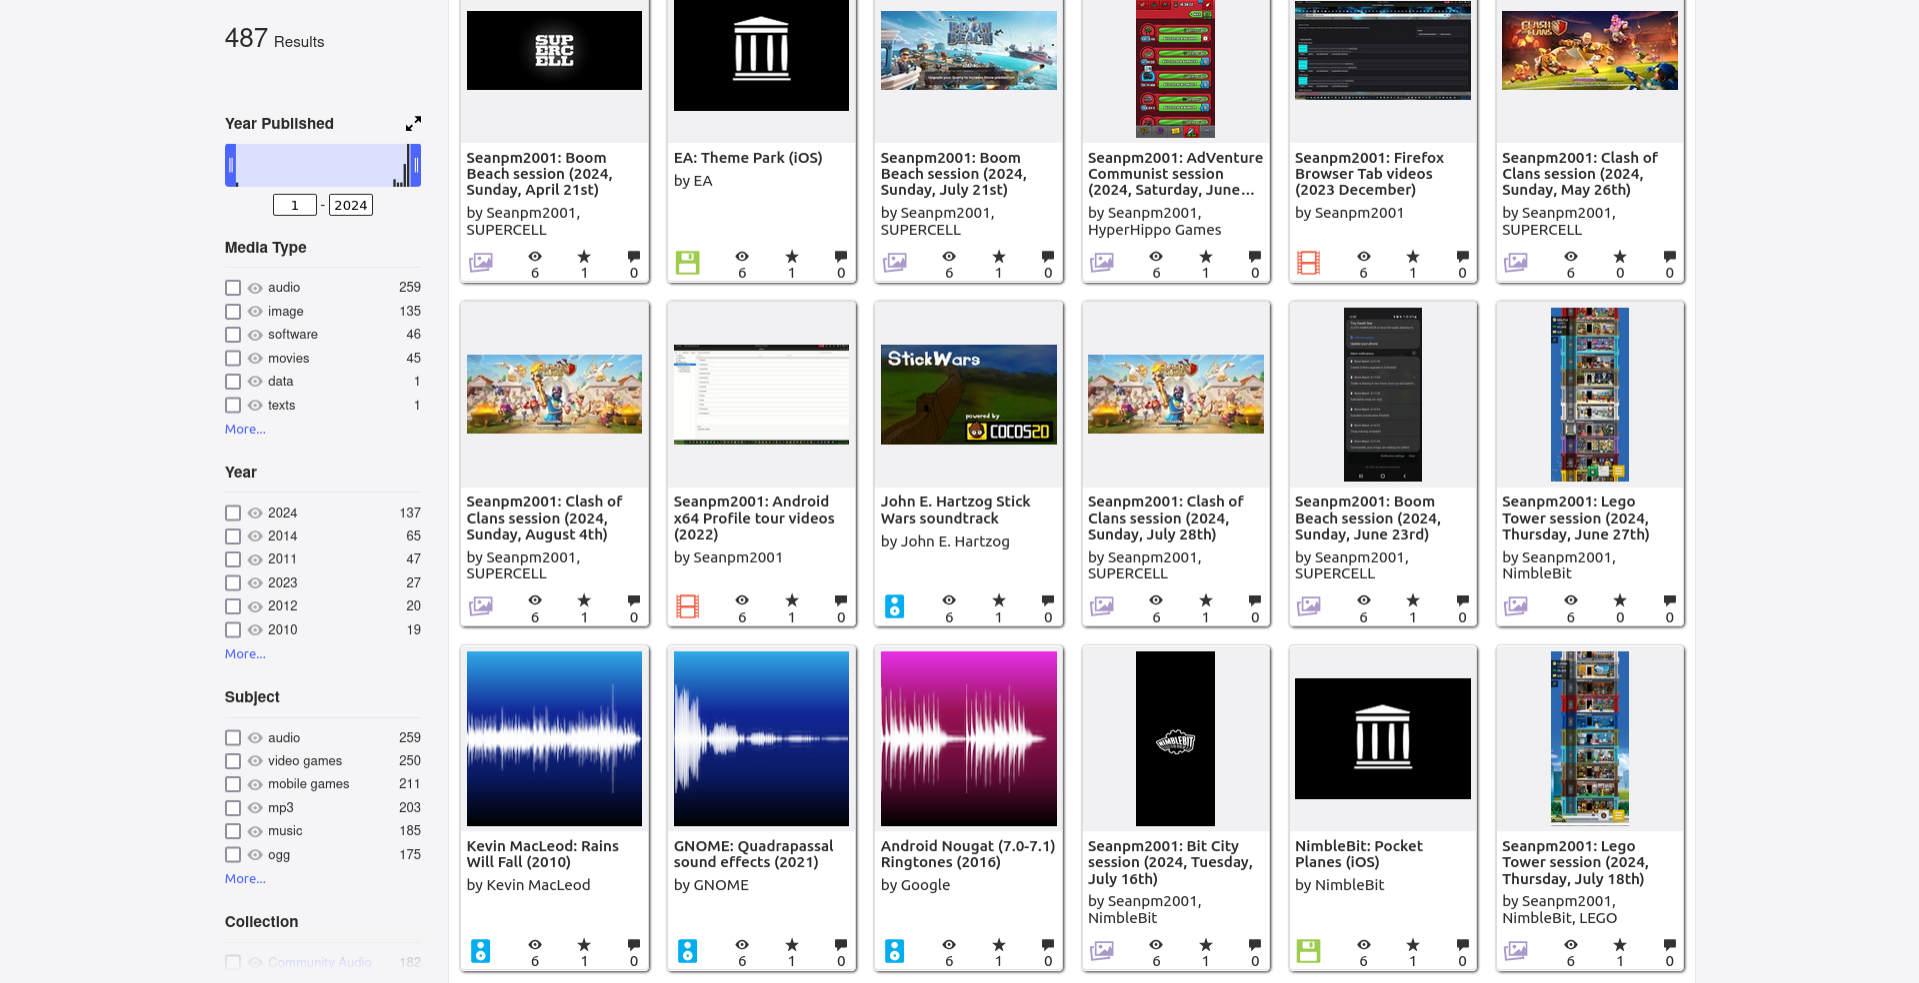 487 Results
Year Published
1 - 2024
Media Type
audio 259
image 135
software 46
movies 45
data 1
texts 1
More...
Year
2024 137
2014 65
2011 47
2023 27
2012 20
2010 19
More...
Subject
audio 259
video games 250
mobile games 211
mp3 203
music 185
ogg 175
More...
Collection
Community Audio 182
SUP
ERC
ELL
Seanpm2001: Boom
Beach session (2024,
Sunday, April 21st)
by Seanpm2001,
SUPERCELL
6 1 0
EA: Theme Park (iOS)
by EA
6 1 0
BOOM
BEACH
Seanpm2001: Boom
Beach session (2024,
Sunday, July 21st)
by Seanpm2001,
SUPERCELL
6 1 0
Seanpm2001: AdVenture
Communist session
(2024, Saturday, June...
by Seanpm2001,
HyperHippo Games
6 1 0
Seanpm2001: Firefox
Browser Tab videos
(2023 December)
by Seanpm2001
6 1 0
CLASH
OF
CLANS
Seanpm2001: Clash of
Clans session (2024,
Sunday, May 26th)
by Seanpm2001,
SUPERCELL
6 0 0
Seanpm2001: Clash of
Clans session (2024,
Sunday, August 4th)
by Seanpm2001,
SUPERCELL
6 1 0
Seanpm2001: Android
x64 Profile tour videos
(2022)
by Seanpm2001
6 1 0
StickWars
powered by
COCOS2D
John E. Hartzog Stick
Wars soundtrack
by John E. Hartzog
6 1 0
Seanpm2001: Clash of
Clans session (2024,
Sunday, July 28th)
by Seanpm2001,
SUPERCELL
6 1 0
Seanpm2001: Boom
Beach session (2024,
Sunday, June 23rd)
by Seanpm2001,
SUPERCELL
6 1 0
Seanpm2001: Lego
Tower session (2024,
Thursday, June 27th)
by Seanpm2001,
NimbleBit
6 0 0
Kevin MacLeod: Rains
Will Fall (2010)
by Kevin MacLeod
6 1 0
GNOME: Quadrapassal
sound effects (2021)
by GNOME
6 1 0
Android Nougat (7.0-7.1)
Ringtones (2016)
by Google
6 1 0
NIMBLEBIT
Seanpm2001: Bit City
session (2024, Tuesday,
July 16th)
by Seanpm2001,
NimbleBit
6 1 0
NimbleBit: Pocket
Planes (iOS)
by NimbleBit
6 1 0
Seanpm2001: Lego
Tower session (2024,
Thursday, July 18th)
by Seanpm2001,
NimbleBit, LEGO
6 1 0